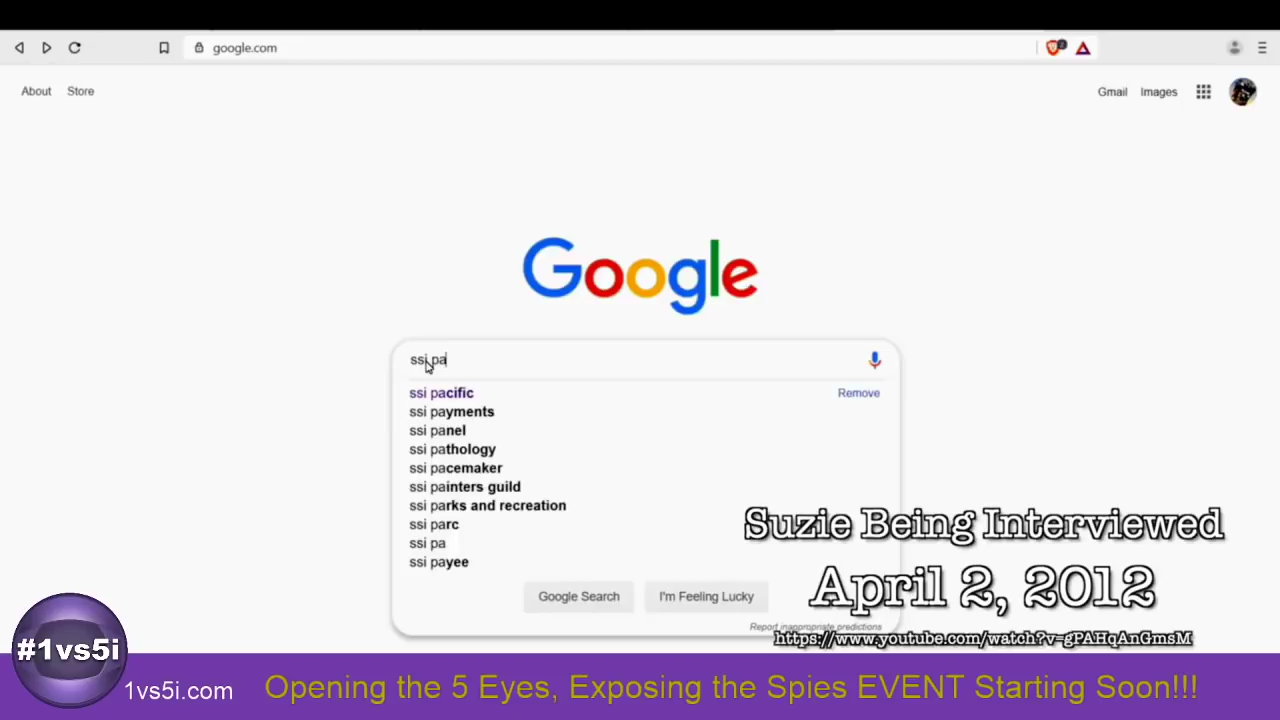 google.com
About Store
Gmail Images
Google
ssi pa
ssi pacific
Remove
ssi payments
ssi panel
ssi pathology
ssi pacemaker
ssi painters guild
ssi parks and recreation
ssi parc
ssi pa
ssi payee
Google Search
I'm Feeling Lucky
Report inappropriate predictions
Suzie Being Interviewed
April 2, 2012
https://www.youtube.com/watch?v=gPAHqAnGmsM
#1vs5i
1vs5i.com
Opening the 5 Eyes, Exposing the Spies EVENT Starting Soon!!!